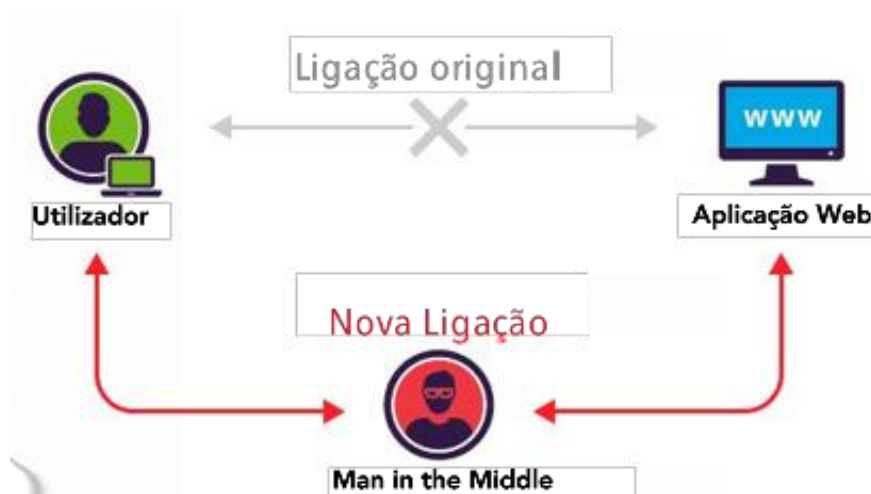 Ligação original
www
Utilizador
Aplicação Web
Nova Ligação
Man in the Middle